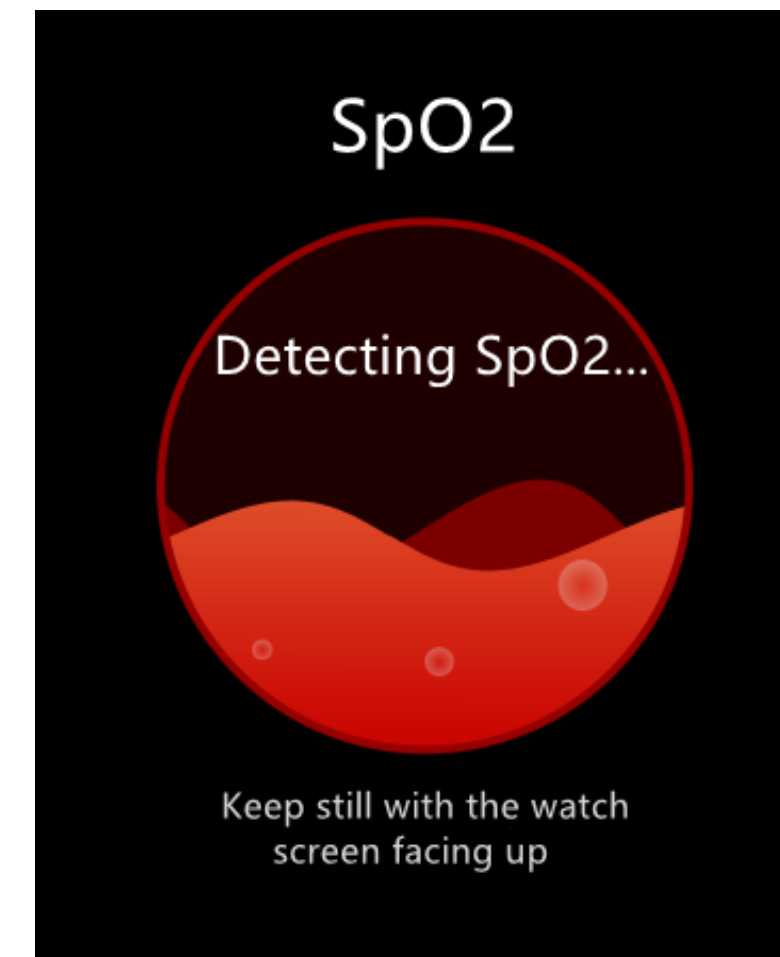 SpO2
Detecting SpO2...
Keep still with the watch
screen facing up